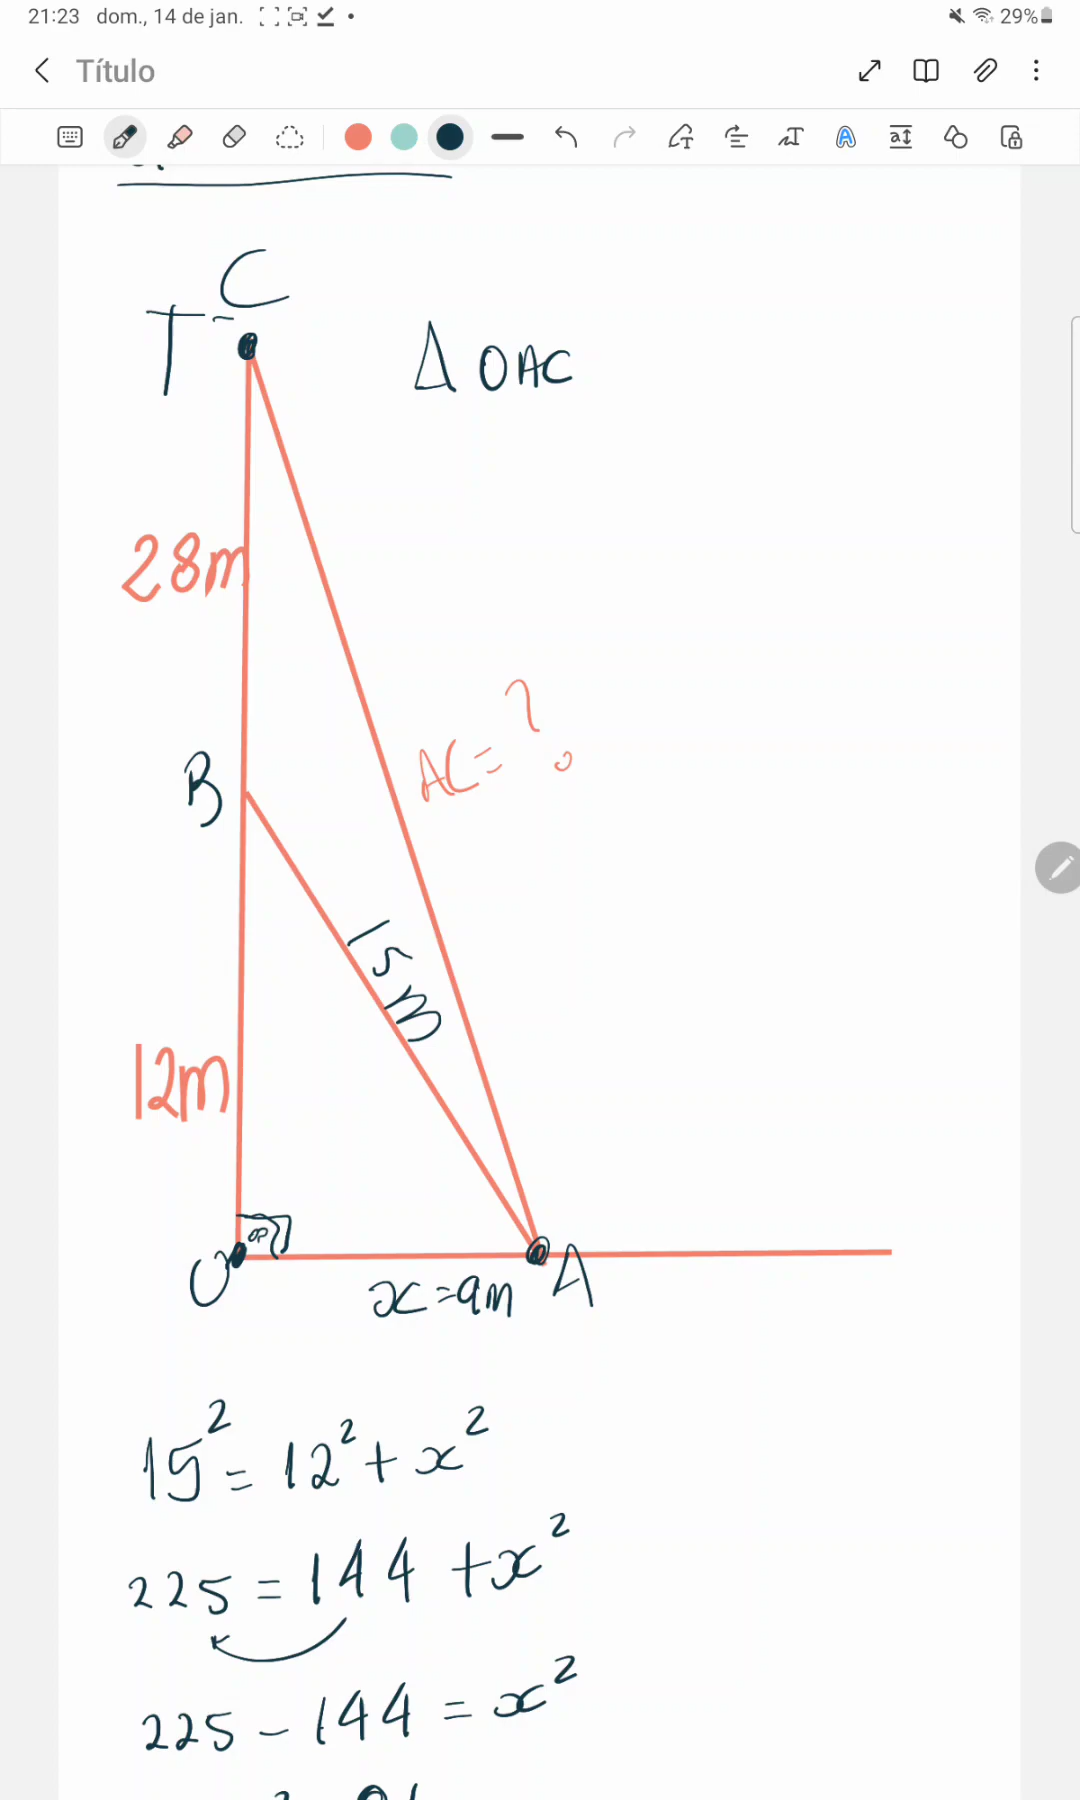 21:23 dom., 14 de jan. 29%
Título
C
T
Δ OAC
28m
AC = ?
B
15m
12m
O
x = 9m A
15² = 12² + x²
225 = 144 + x²
225 - 144 = x²